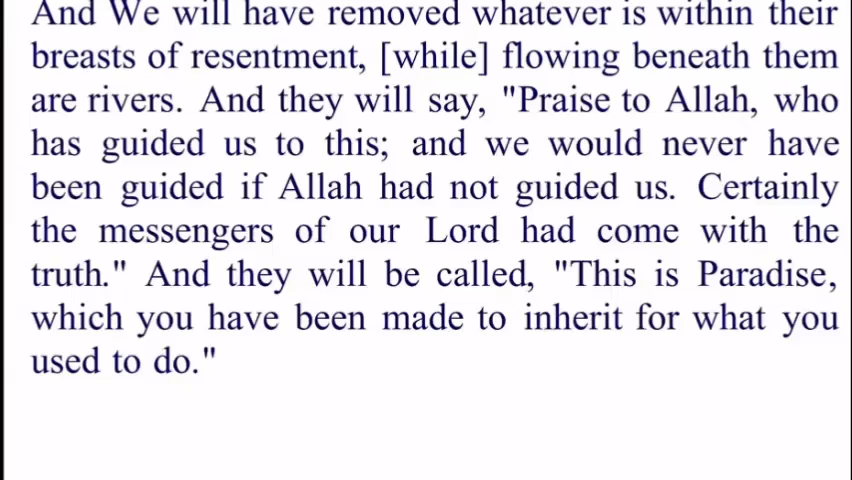 And We will have removed whatever is within their
breasts of resentment, [while] flowing beneath them
are rivers. And they will say, "Praise to Allah, who
has guided us to this; and we would never have
been guided if Allah had not guided us. Certainly
the messengers of our Lord had come with the
truth." And they will be called, "This is Paradise,
which you have been made to inherit for what you
used to do."